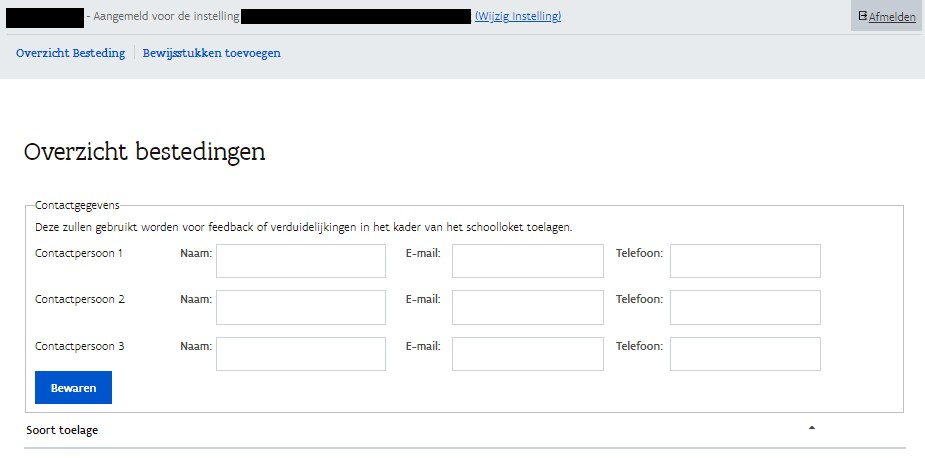 - Aangemeld voor de instelling (Wijzig Instelling) Afmelden
Overzicht Besteding Bewijsstukken toevoegen
Overzicht bestedingen
Contactgegevens
Deze zullen gebruikt worden voor feedback of verduidelijkingen in het kader van het schoolloket toelagen.
Contactpersoon 1 Naam: E-mail: Telefoon:
Contactpersoon 2 Naam: E-mail: Telefoon:
Contactpersoon 3 Naam: E-mail: Telefoon:
Bewaren
Soort toelage